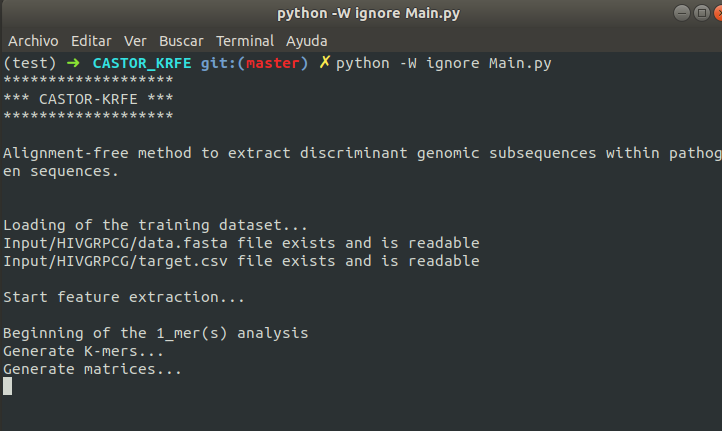 python -W ignore Main.py
Archivo Editar Ver Buscar Terminal Ayuda
(test) ➜ CASTOR_KRFE git:(master) ✗ python -W ignore Main.py
*******************
*** CASTOR-KRFE ***
*******************
Alignment-free method to extract discriminant genomic subsequences within pathog
en sequences.
Loading of the training dataset...
Input/HIVGRPCG/data.fasta file exists and is readable
Input/HIVGRPCG/target.csv file exists and is readable
Start feature extraction...
Beginning of the 1_mer(s) analysis
Generate K-mers...
Generate matrices...